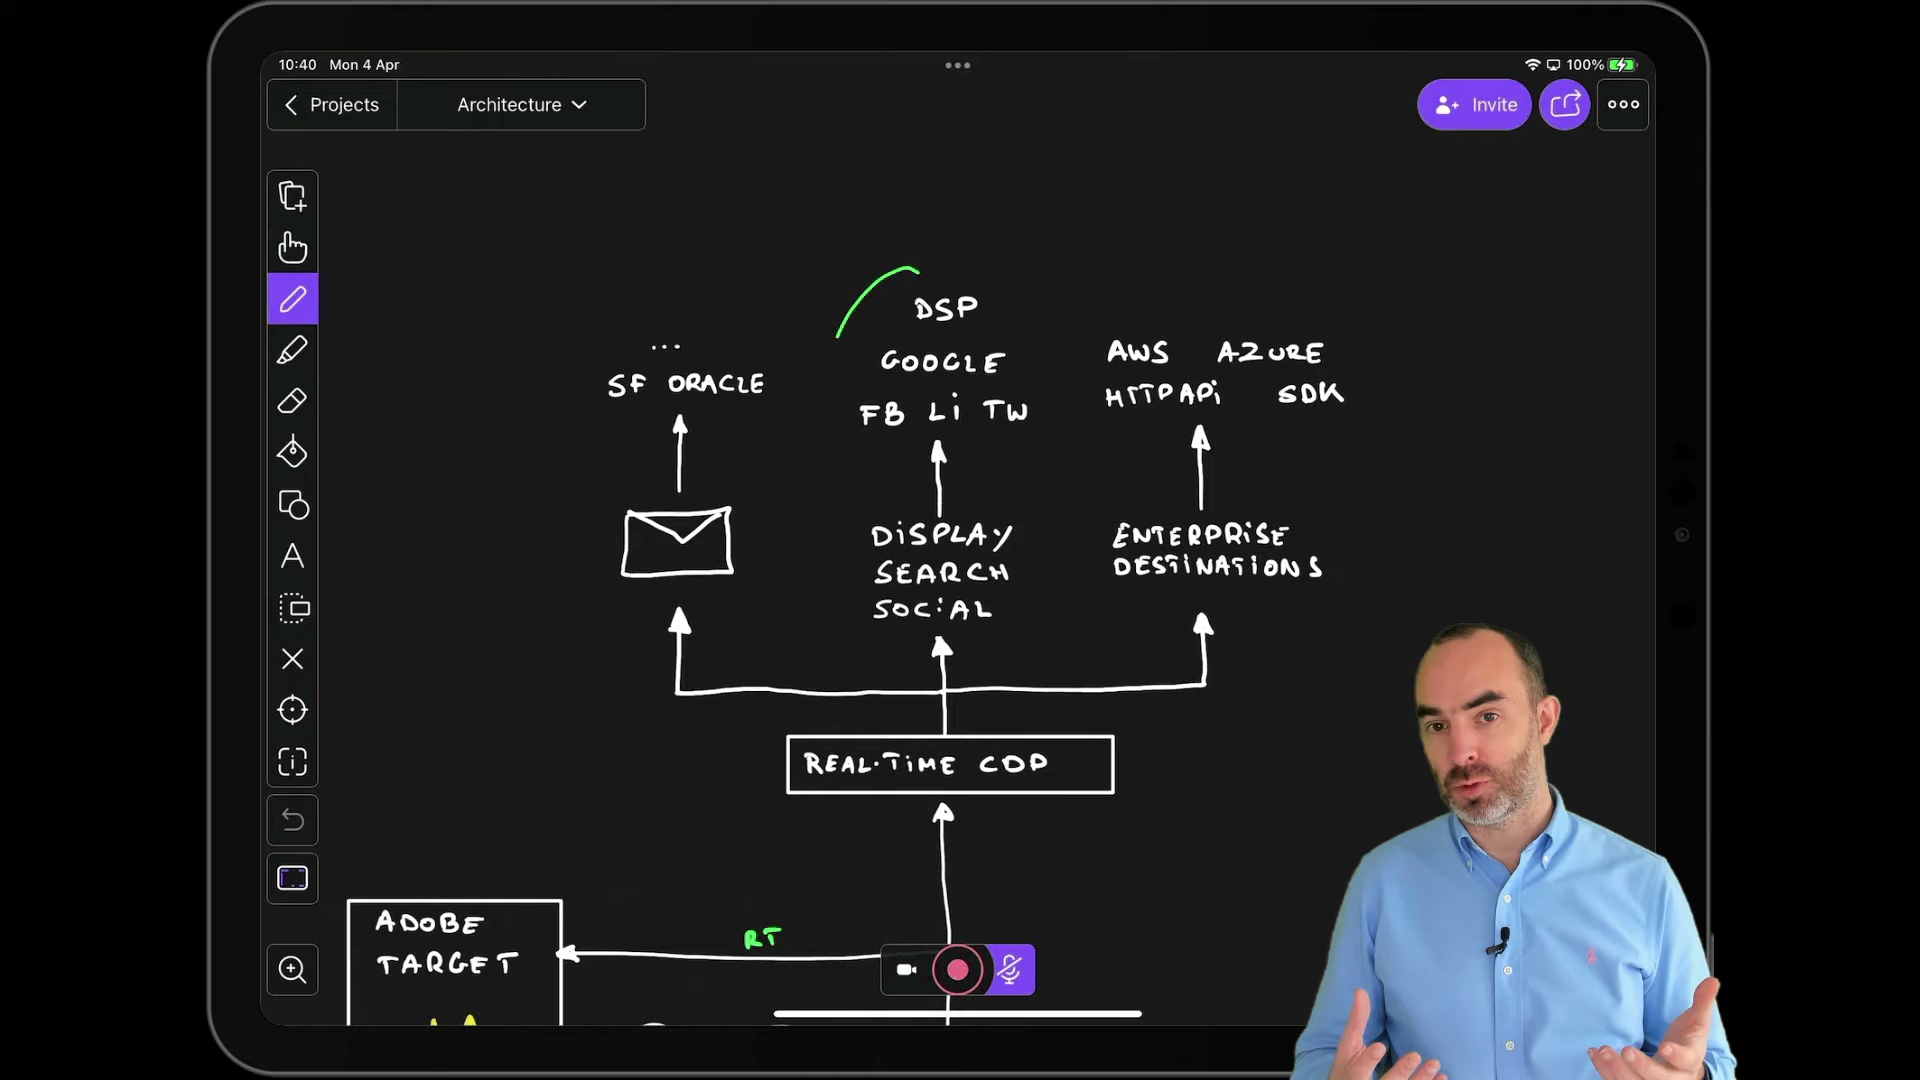 10:40 Mon 4 Apr
100%
Projects
Architecture
Invite
DSP
GOOGLE
FB Li TW
...
SF ORACLE
AWS AZURE
HTTP APi SDK
DiSPLAY
SEARCH
SOCiAL
ENTERPRiSE
DESTiNATiONS
REAL-TiME CDP
ADOBE
TARGET
RT